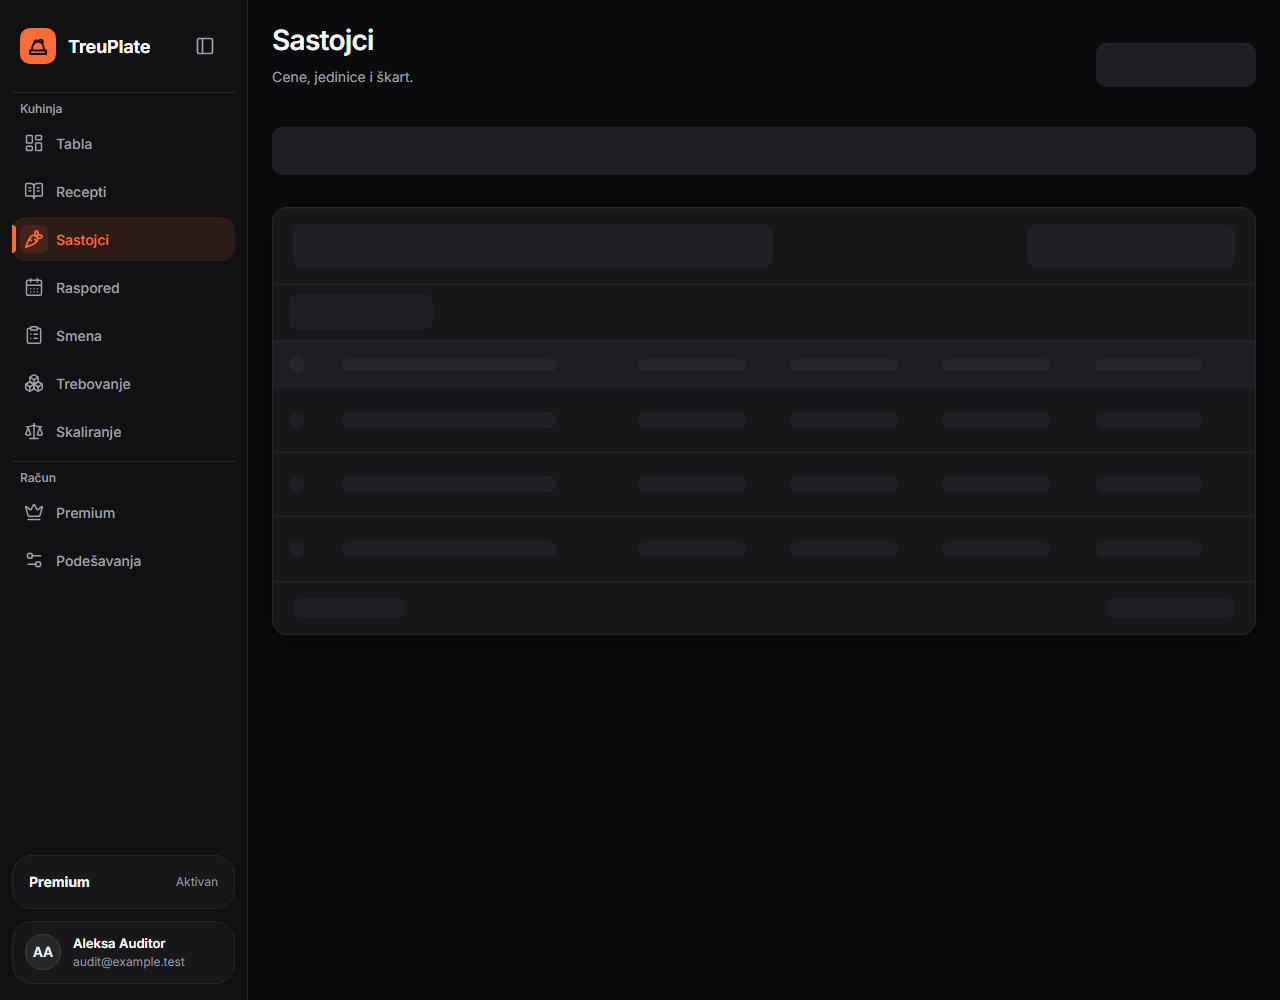 TreuPlate
Kuhinja
Tabla
Recepti
Sastojci
Raspored
Smena
Trebovanje
Skaliranje
Račun
Premium
Podešavanja
Premium
Aktivan
AA
Aleksa Auditor
audit@example.test
Sastojci
Cene, jedinice i škart.